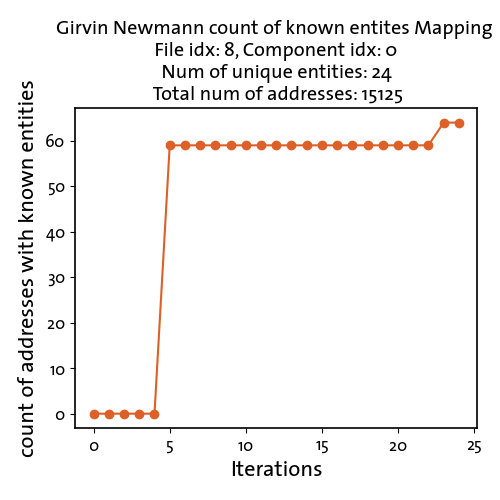 Girvin Newmann count of known entites Mapping
File idx: 8, Component idx: 0
Num of unique entities: 24
Total num of addresses: 15125
count of addresses with known entities
60
50
40
30
20
10
0
0 5 10 15 20 25
Iterations